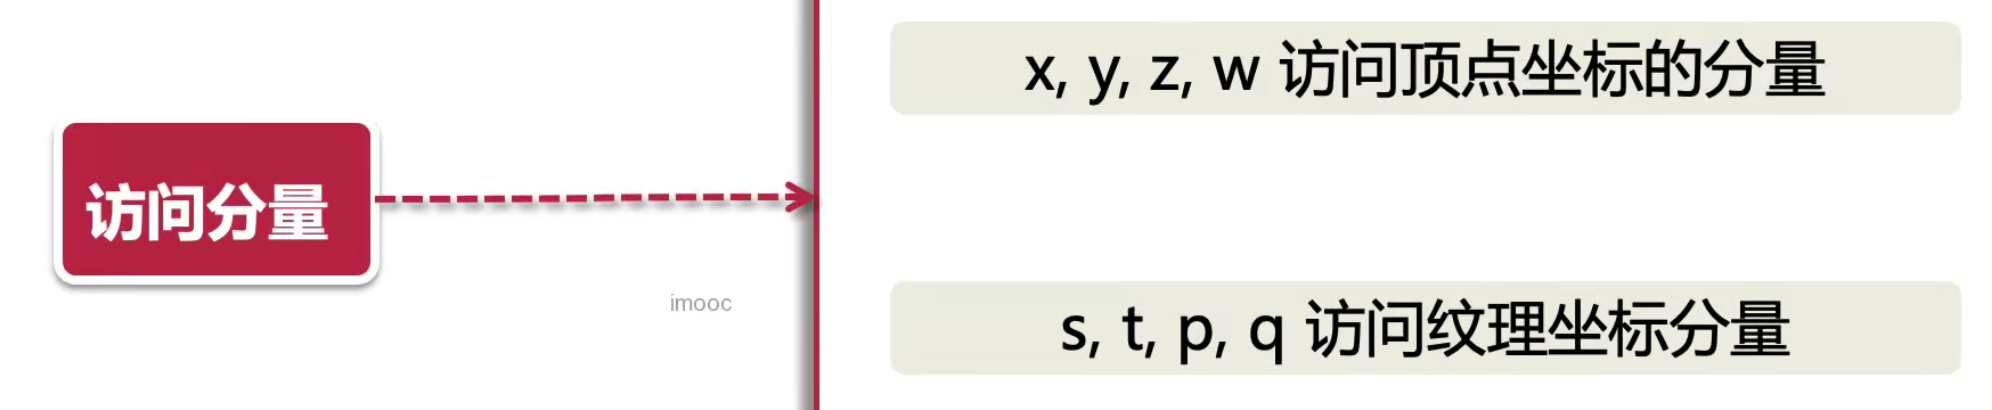 访问分量
x, y, z, w 访问顶点坐标的分量
s, t, p, q 访问纹理坐标分量
imooc